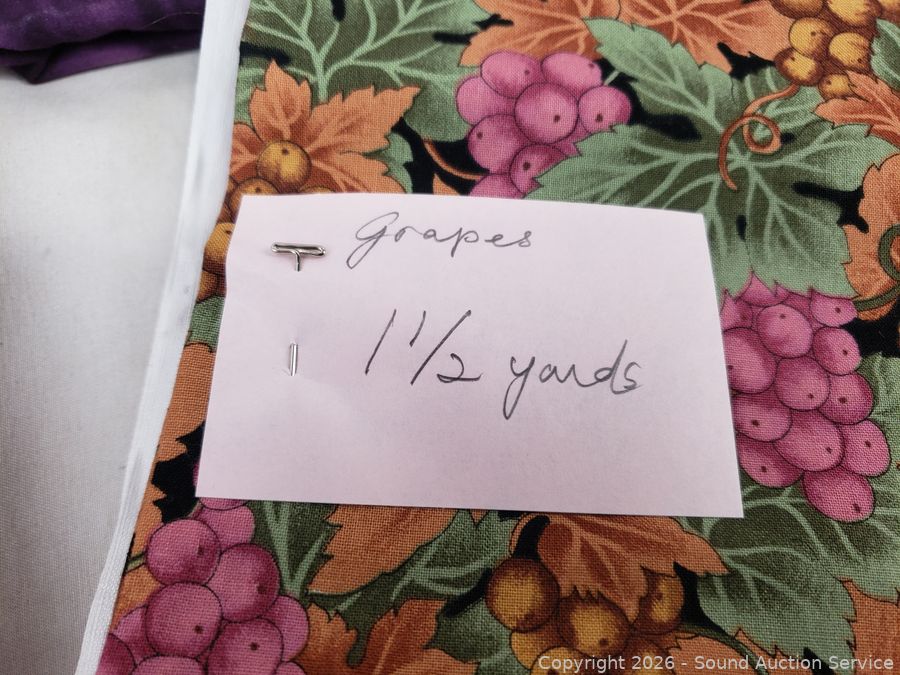 Grapes
1 1/2 yards
Copyright 2026 - Sound Auction Service